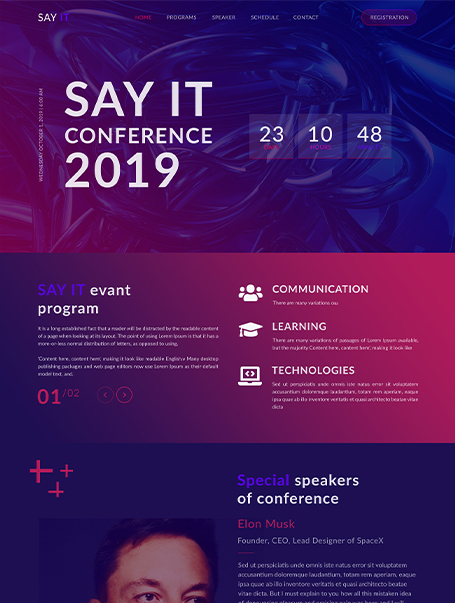 SAY IT
HOME PROGRAMS SPEAKER SCHEDULE CONTACT
REGISTRATION
WEDNESDAY OCTOBER 2, 2019 | 6:00 AM
SAY IT
CONFERENCE
2019
23 10 48
HOURS
SAY IT evant
program
It is a long established fact that a reader will be distracted by the readable content
of a page when looking at its layout. The point of using Lorem Ipsum is that it has a
more-or-less normal distribution of letters, as opposed to using,
'Content here, content here', making it look like readable English. Many desktop
publishing packages and web page editors now use Lorem Ipsum as their default
model text, and.
01/02
COMMUNICATION
There are many variations
LEARNING
There are many variations of passages of Lorem Ipsum available,
but the majority Content here, content here', making it look like
TECHNOLOGIES
Sed ut perspiciatis unde omnis iste natus error sit voluptatem
accusantium doloremque laudantium, totam rem aperiam, eaque
ipsa quae ab illo inventore veritatis et quasi architecto beatae vitae
dicta
Special speakers
of conference
Elon Musk
Founder, CEO, Lead Designer of SpaceX
Sed ut perspiciatis unde omnis iste natus error sit voluptatem
accusantium doloremque laudantium, totam rem aperiam, eaque
ipsa quae ab illo inventore veritatis et quasi architecto beatae vitae
dicta sunt. But I must explain to you how all this mistaken idea